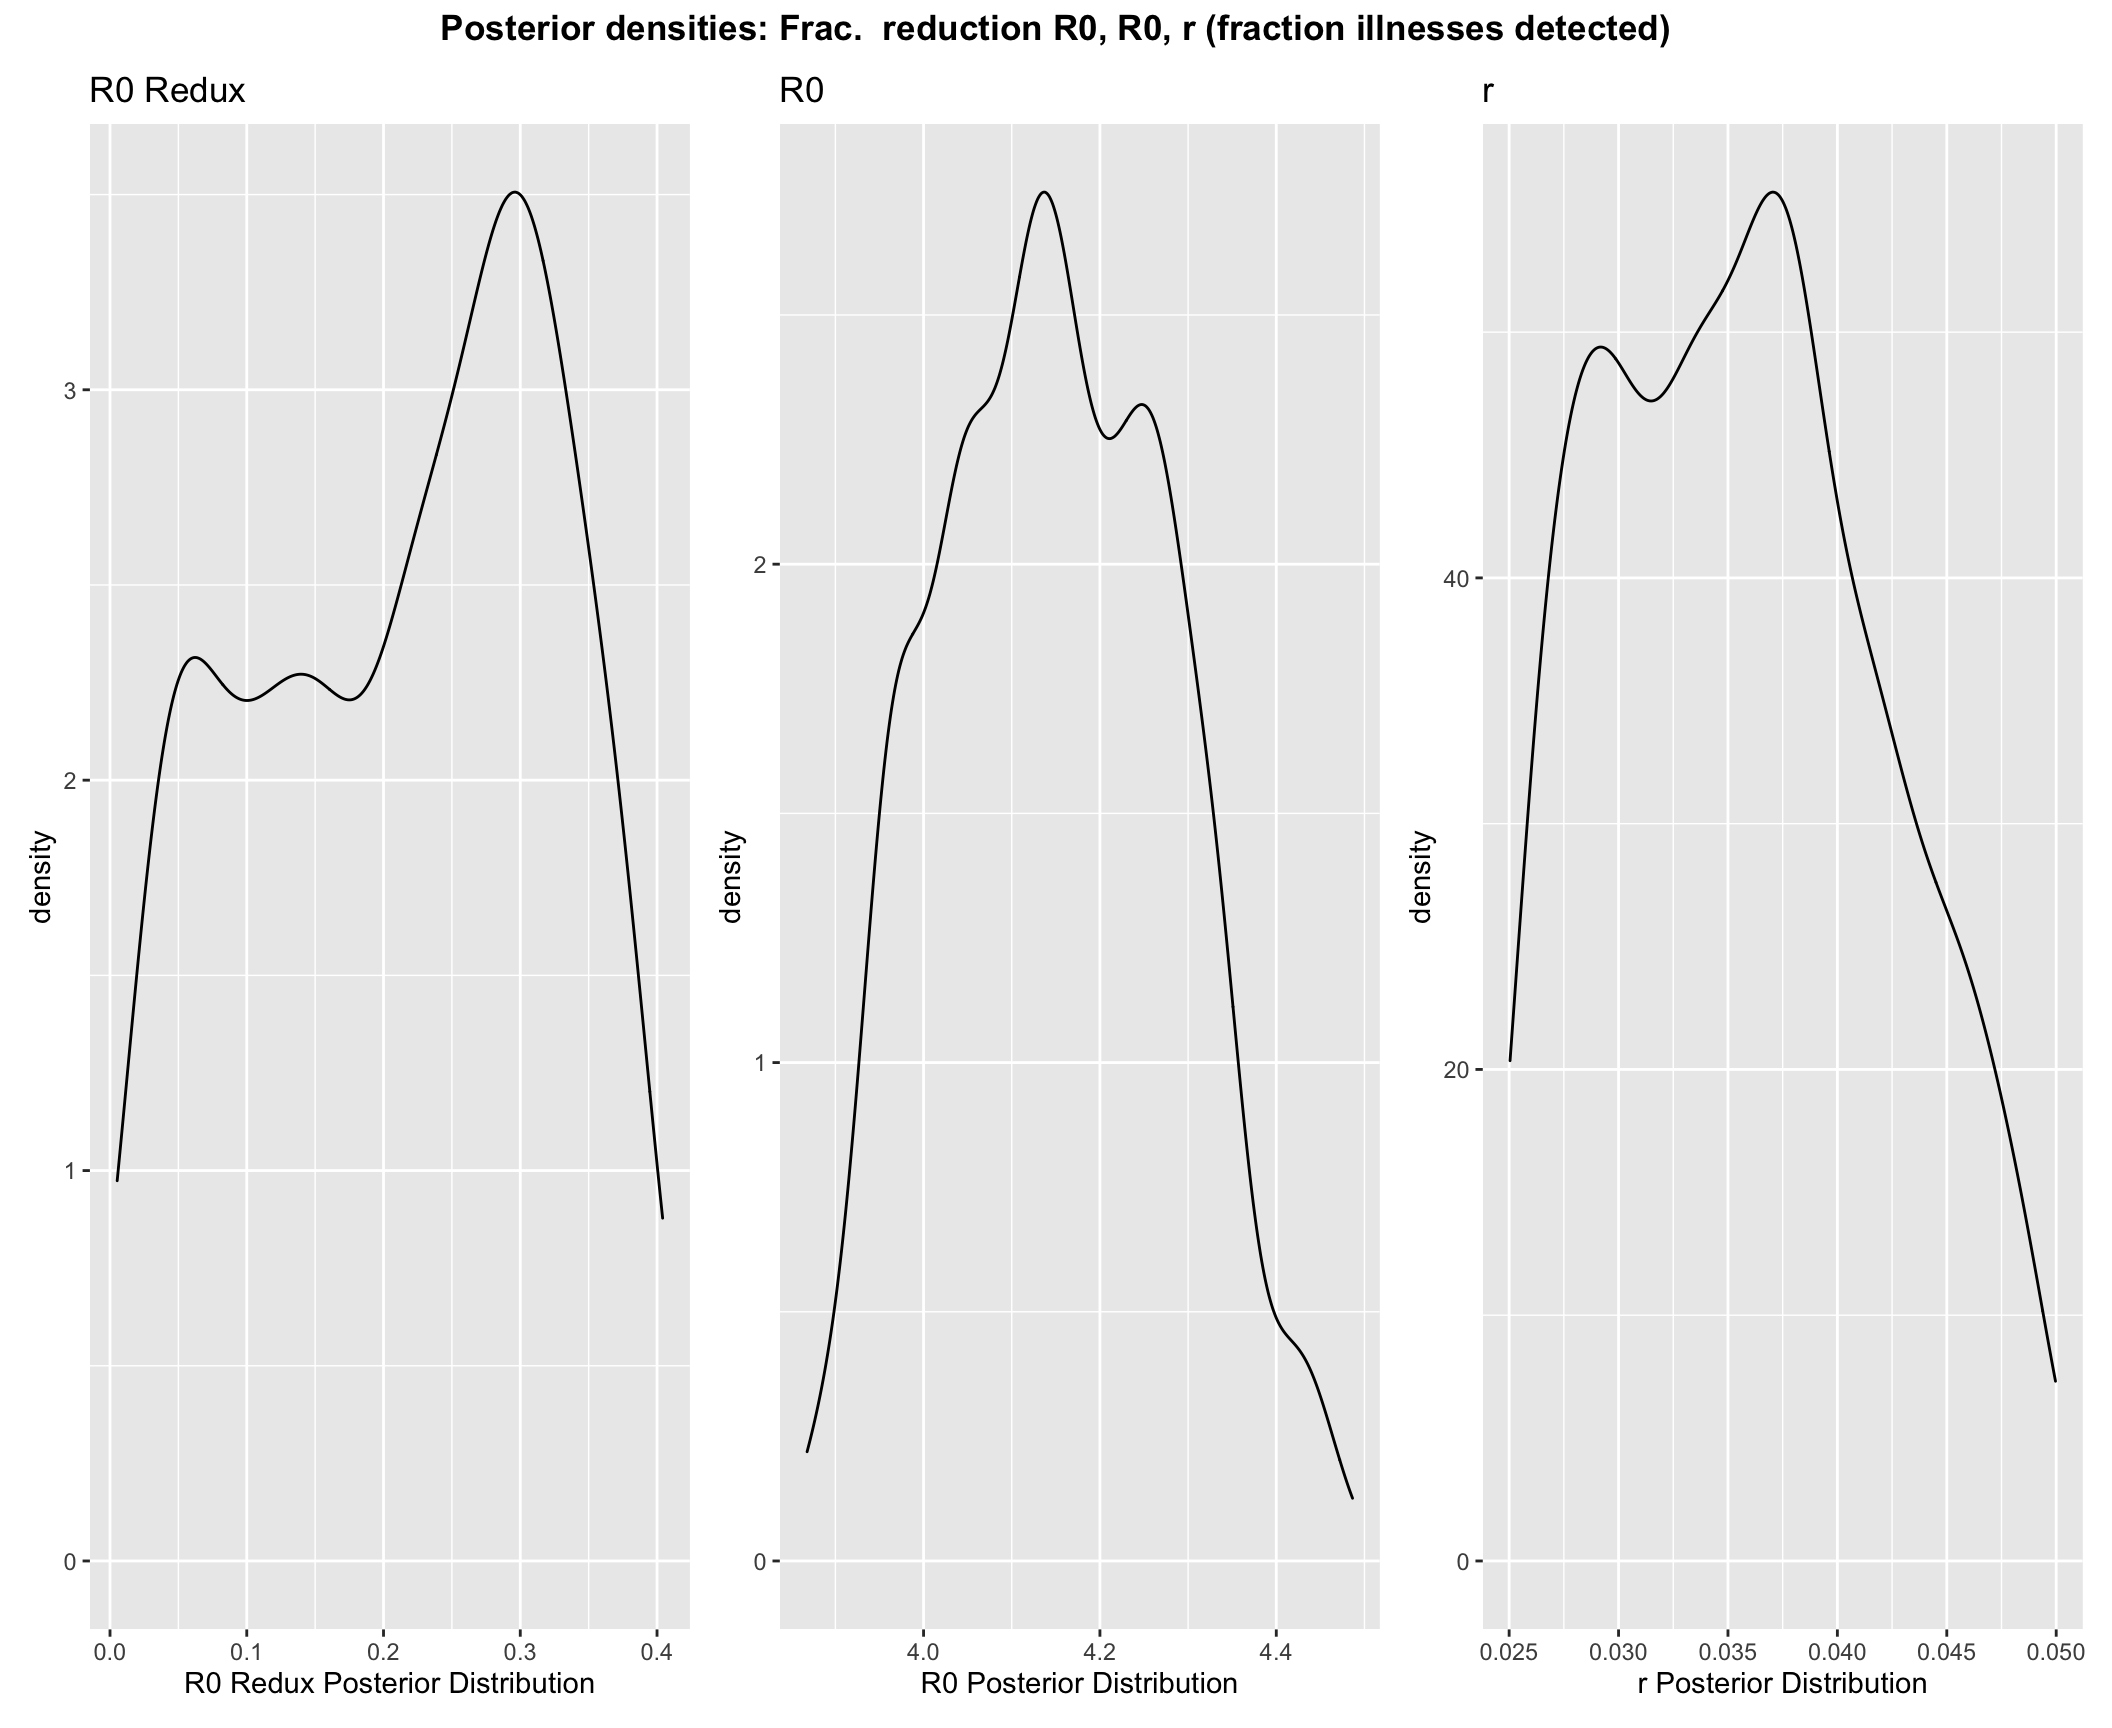 Posterior densities: Frac.  reduction R0, R0, r (fraction illnesses detected)
R0 Redux
3
2
1
0
density
0.0 0.1 0.2 0.3 0.4
R0 Redux Posterior Distribution
R0
2
1
0
density
4.0 4.2 4.4
R0 Posterior Distribution
r
40
20
0
density
0.025 0.030 0.035 0.040 0.045 0.050
r Posterior Distribution